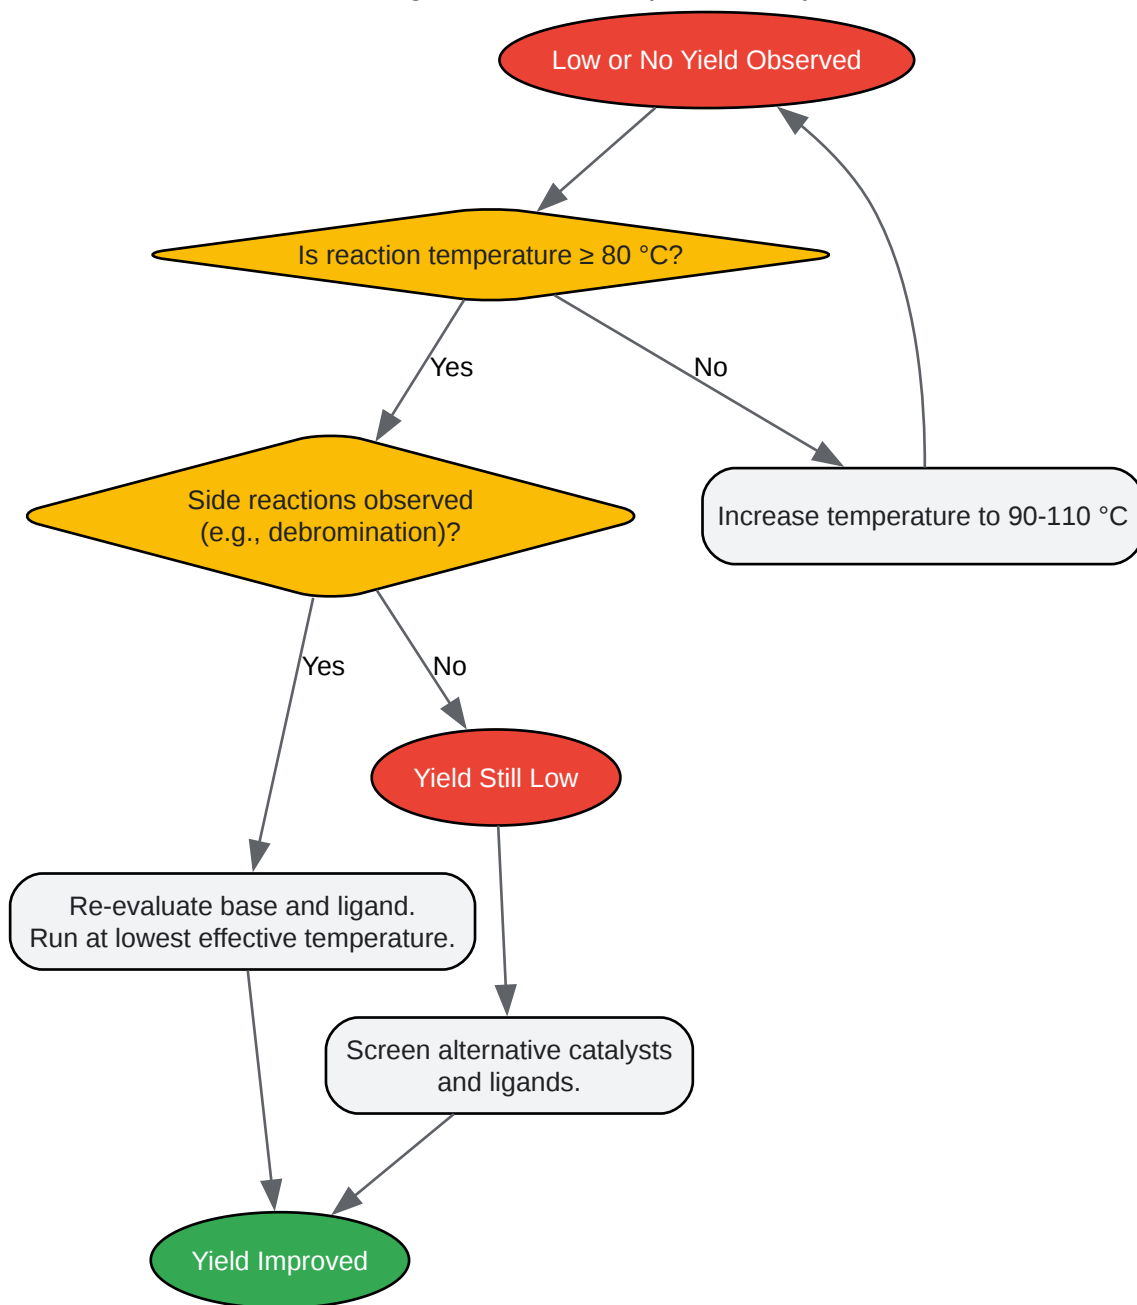 Low or No Yield Observed
Is reaction temperature ≥ 80 °C?
Yes
No
Side reactions observed
(e.g., debromination)?
Increase temperature to 90-110 °C
Yes
No
Yield Still Low
Re-evaluate base and ligand.
Run at lowest effective temperature.
Screen alternative catalysts
and ligands.
Yield Improved